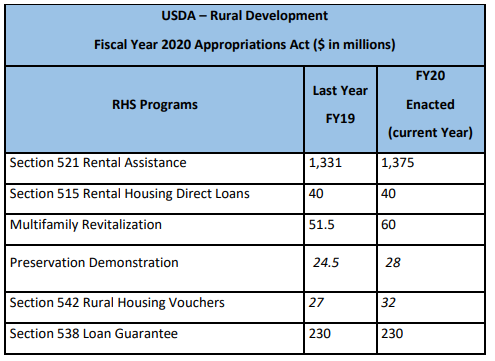 USDA – Rural Development
Fiscal Year 2020 Appropriations Act ($ in millions)
RHS Programs
Last Year
FY19
FY20
Enacted
(current Year)
Section 521 Rental Assistance 1,331 1,375
Section 515 Rental Housing Direct Loans 40 40
Multifamily Revitalization 51.5 60
Preservation Demonstration 24.5 28
Section 542 Rural Housing Vouchers 27 32
Section 538 Loan Guarantee 230 230